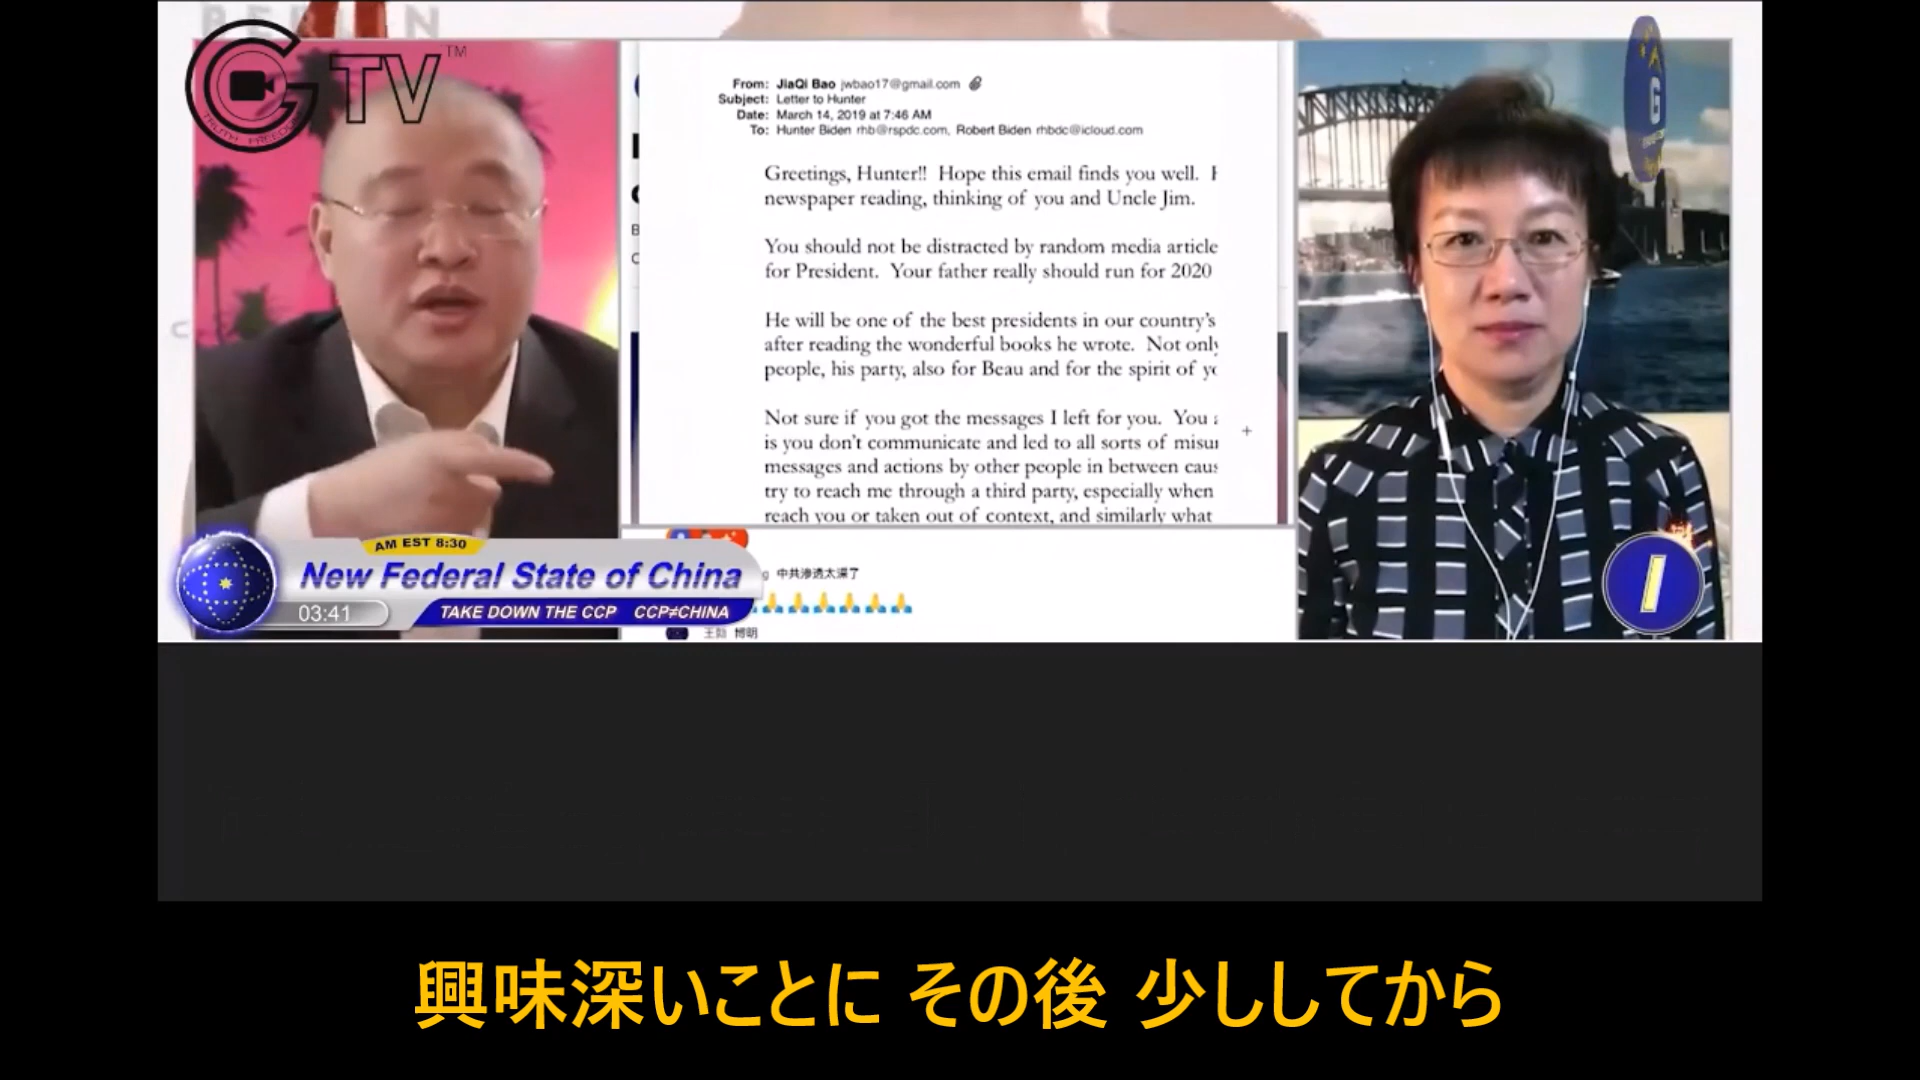 BERLIN
GTV™
TRUTH FREEDOM
From: JiaQi Bao jwbao17@gmail.com
Subject: Letter to Hunter
Date: March 14, 2019 at 7:46 AM
To: Hunter Biden rhb@rspdc.com, Robert Biden rhbdc@icloud.com
Greetings, Hunter!! Hope this email finds you well.
newspaper reading, thinking of you and Uncle Jim.
You should not be distracted by random media article
for President. Your father really should run for 2020
He will be one of the best presidents in our country's
after reading the wonderful books he wrote. Not only
people, his party, also for Beau and for the spirit of
Not sure if you got the messages I left for you. You
is you don't communicate and led to all sorts of
messages and actions by other people in between
try to reach me through a third party, especially when
reach you or taken out of context, and similarly what
G
AM EST 8:30
New Federal State of China
03:41
TAKE DOWN THE CCP CCP≠CHINA
中共渗透太深了
I
興味深いことに その後 少ししてから